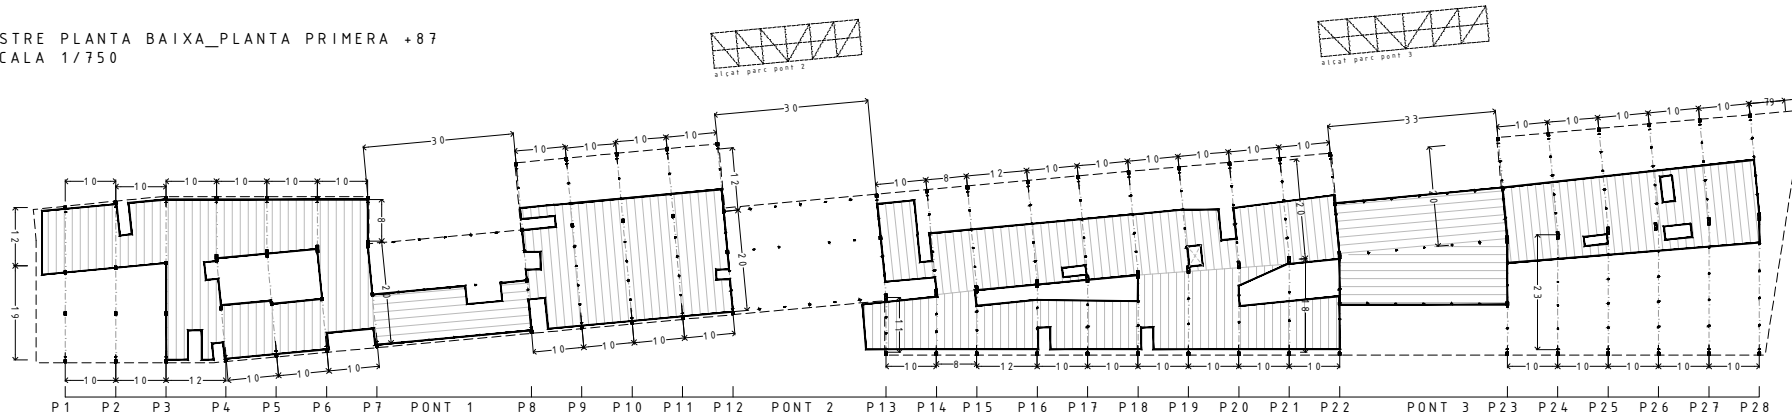 STRE PLANTA BAIXA_PLANTA PRIMERA +87
CALA 1/750
alçat parc pont 2
alçat parc pont 3
30 30 33
10 10 10 10 10 10
10 10 10 10
10 8 12 10 10 10 10 10 10
10 10 10 10 10 79
12 19 8 20
12 20
11 20 18
23
10 10 12 10 10 10
10 10 10 10
10 8 12 10 10 10 10 10 10
10 10 10 10 10
P1 P2 P3 P4 P5 P6 P7 PONT 1 P8 P9 P10 P11 P12 PONT 2 P13 P14 P15 P16 P17 P18 P19 P20 P21 P22 PONT 3 P23 P24 P25 P26 P27 P28